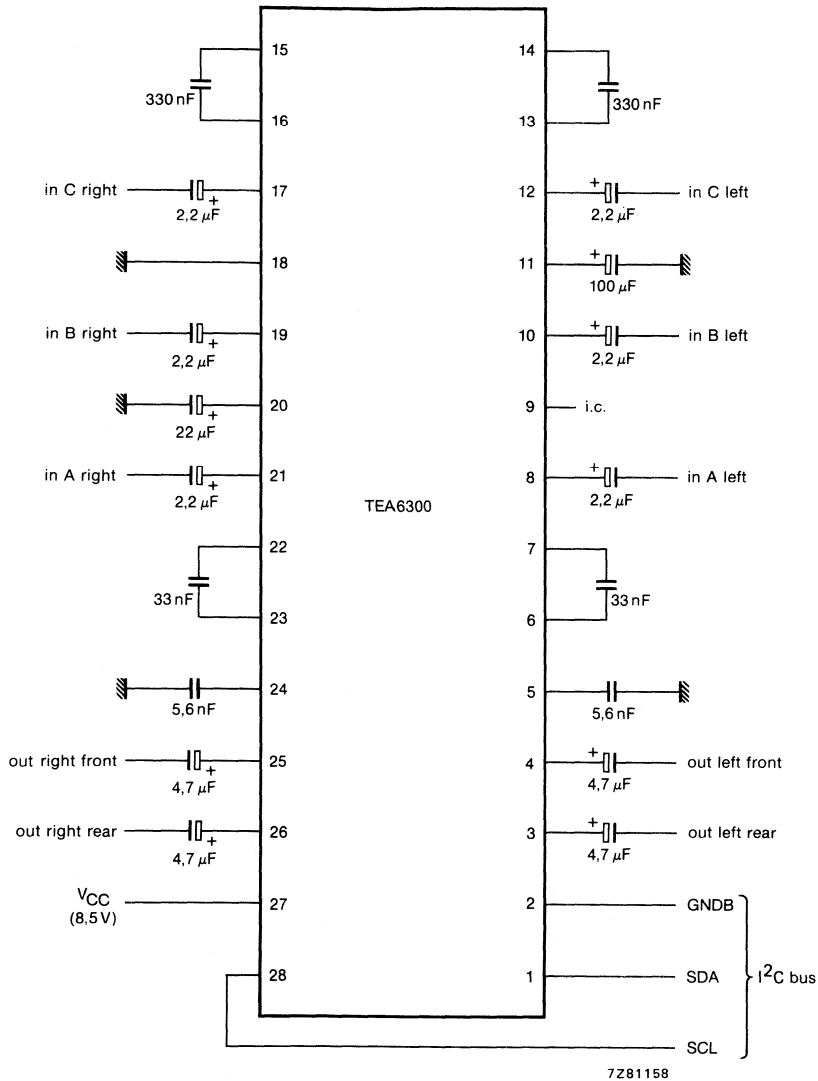 15 14
330 nF 330 nF
16 13
in C right 17 12 in C left
+ +
2,2 μF 2,2 μF
18 11
+
100 μF
in B right 19 10 in B left
+ +
2,2 μF 2,2 μF
20 9 i.c.
+
22 μF
in A right 21 8 in A left
+ +
2,2 μF 2,2 μF
TEA6300
22 7
33 nF 33 nF
23 6
24 5
5,6 nF 5,6 nF
out right front 25 4 out left front
+ +
4,7 μF 4,7 μF
out right rear 26 3 out left rear
+ +
4,7 μF 4,7 μF
VCC 27 2 GNDB
(8,5 V)
28 1 SDA I²C bus
SCL
7Z81158